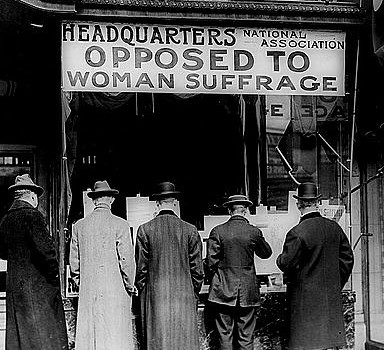 HEADQUARTERS NATIONAL ASSOCIATION
OPPOSED TO
WOMAN SUFFRAGE